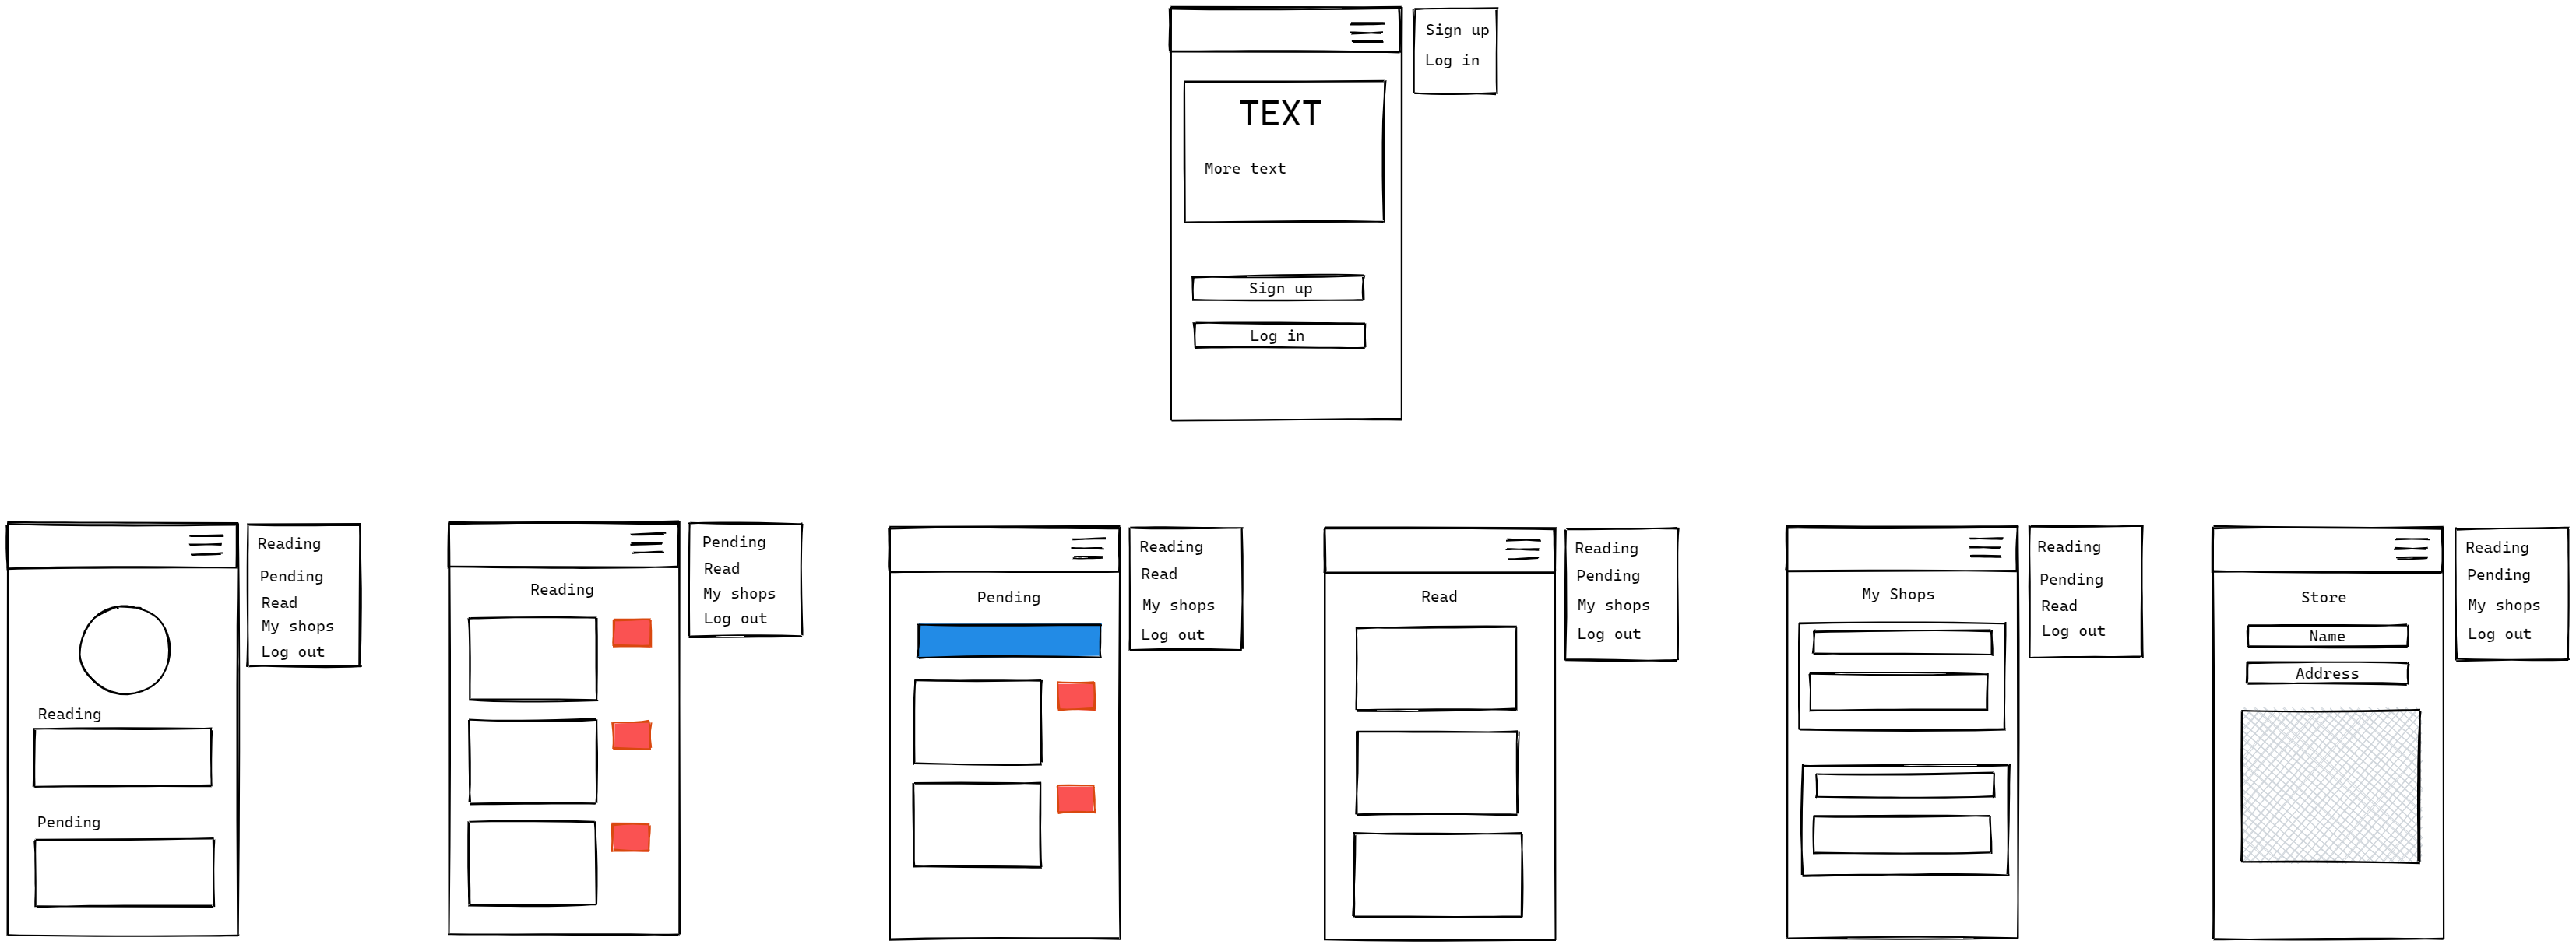 Sign up
Log in
TEXT
More text
Sign up
Log in
Reading
Pending
Read
My shops
Log out
Reading
Pending
Reading
Pending
Read
My shops
Log out
Pending
Reading
Read
My shops
Log out
Read
Reading
Pending
My shops
Log out
My Shops
Reading
Pending
Read
Log out
Store
Name
Address
Reading
Pending
My shops
Log out